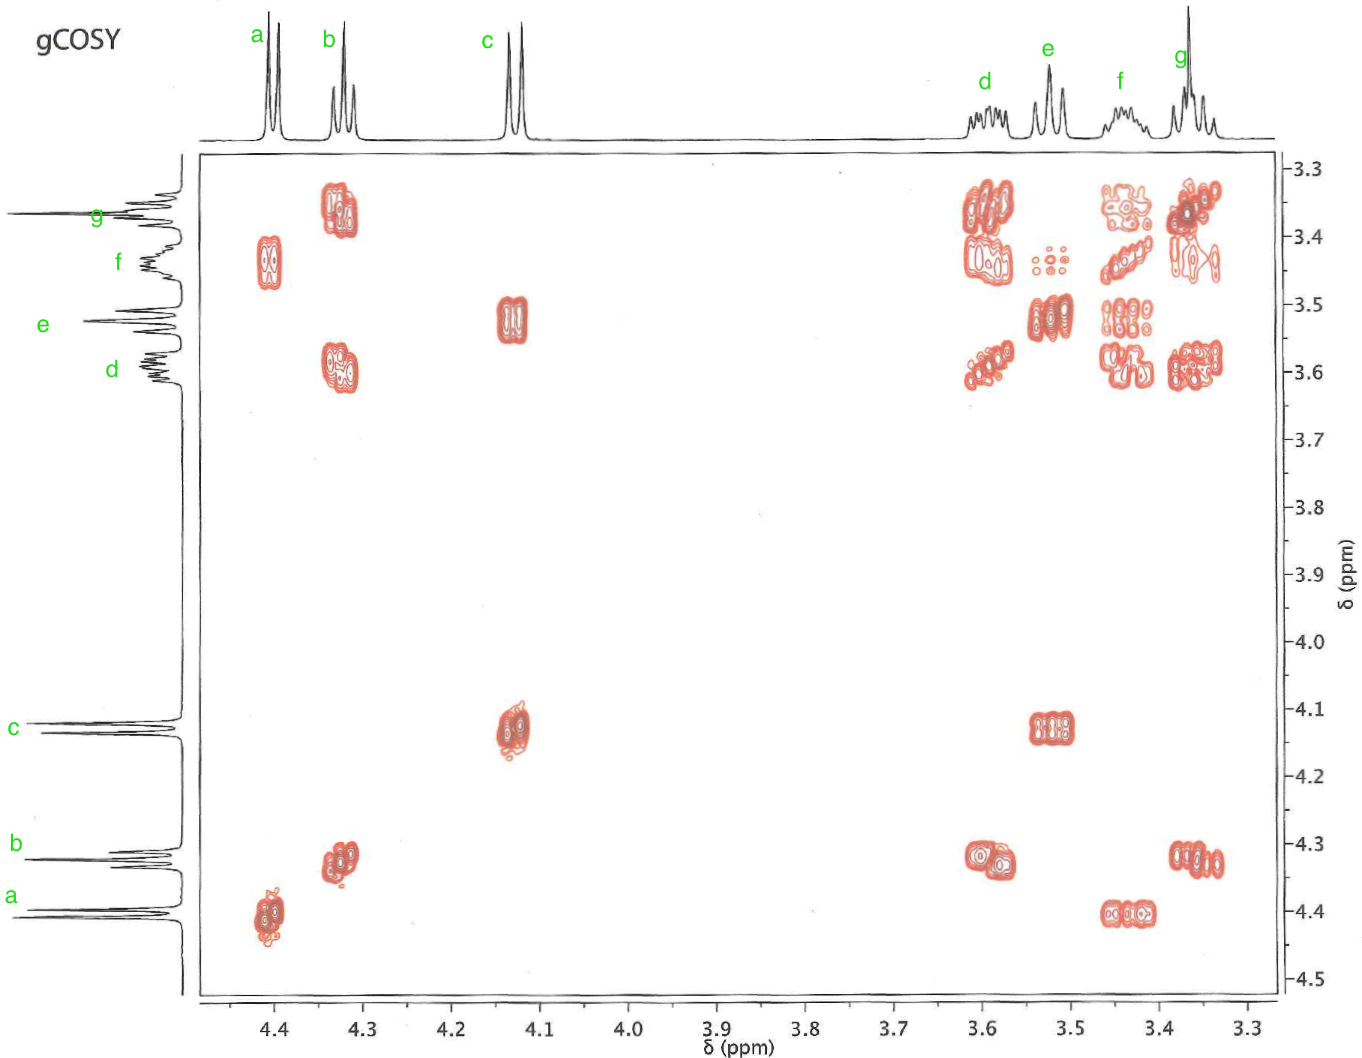 gCOSY
a
b
c
d
e
f
g
g
f
e
d
c
b
a
3.3
3.4
3.5
3.6
3.7
3.8
3.9
4.0
4.1
4.2
4.3
4.4
4.5
δ (ppm)
4.4 4.3 4.2 4.1 4.0 3.9 3.8 3.7 3.6 3.5 3.4 3.3
δ (ppm)